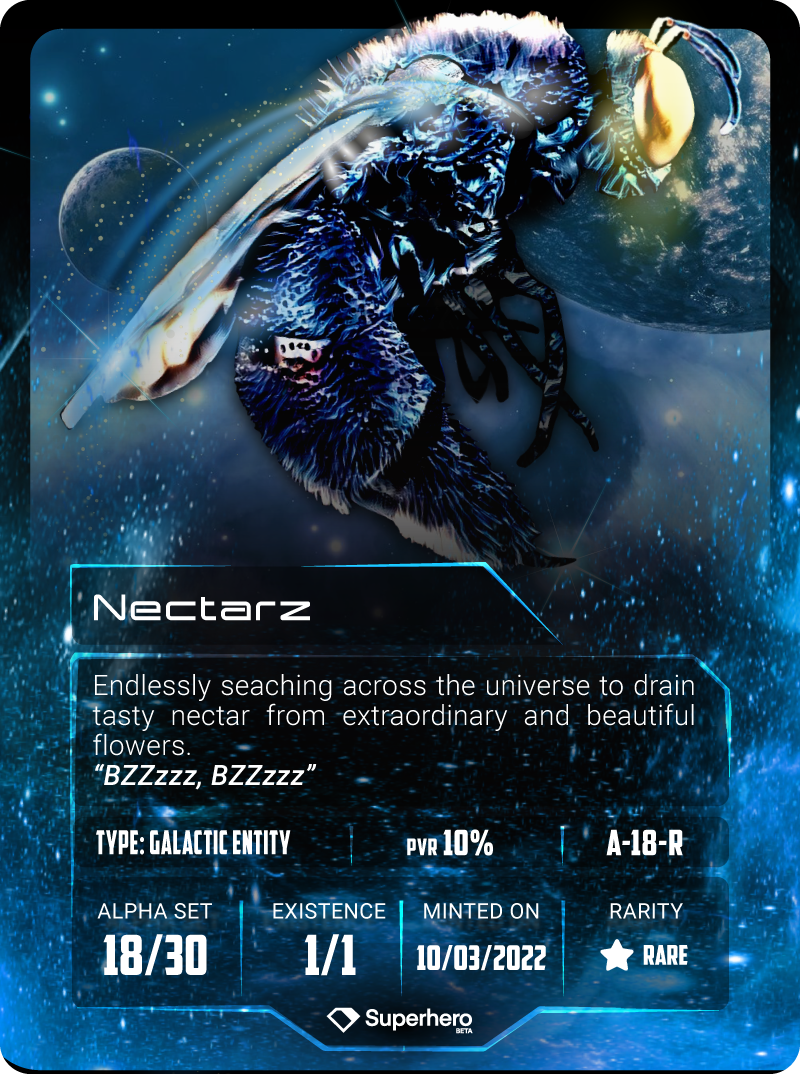 Nectarz
Endlessly seaching across the universe to drain
tasty nectar from extraordinary and beautiful
flowers.
“BZZzzz, BZZzzz”
TYPE: GALACTIC ENTITY PVR 10% A-18-R
ALPHA SET EXISTENCE MINTED ON RARITY
18/30 1/1 10/03/2022 RARE
Superhero
BETA